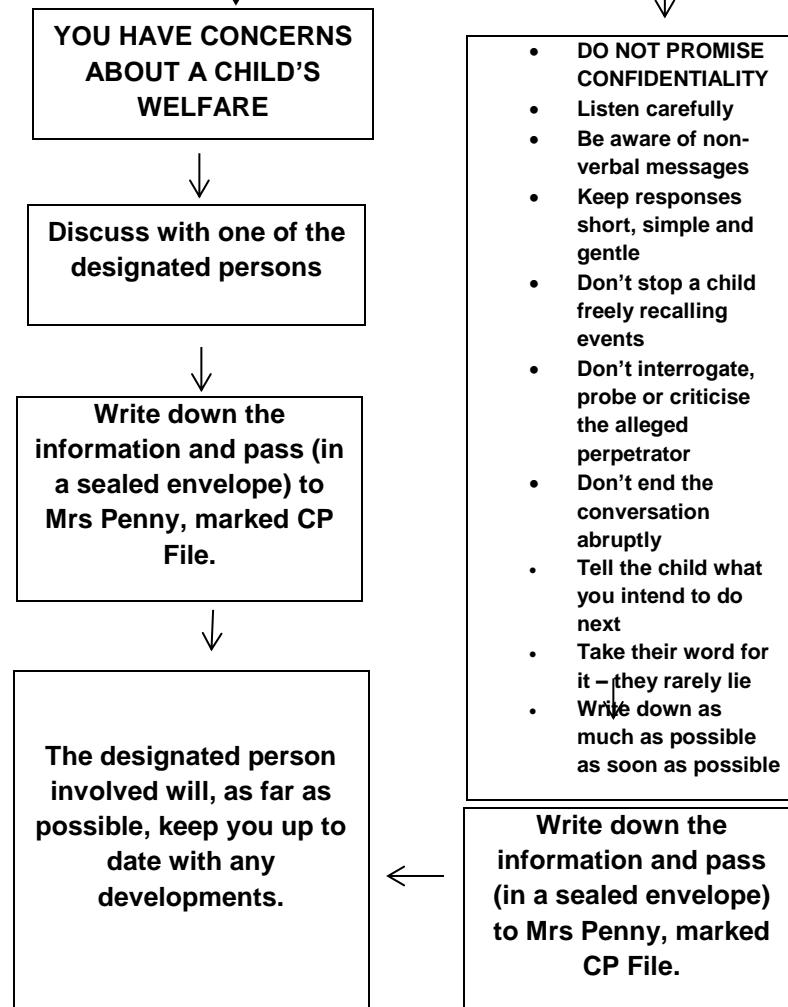 YOU HAVE CONCERNS
ABOUT A CHILD’S
WELFARE
Discuss with one of the
designated persons
Write down the
information and pass (in
a sealed envelope) to
Mrs Penny, marked CP
File.
The designated person
involved will, as far as
possible, keep you up to
date with any
developments.
• DO NOT PROMISE
CONFIDENTIALITY
• Listen carefully
• Be aware of non-
verbal messages
• Keep responses
short, simple and
gentle
• Don’t stop a child
freely recalling
events
• Don’t interrogate,
probe or criticise
the alleged
perpetrator
• Don’t end the
conversation
abruptly
• Tell the child what
you intend to do
next
• Take their word for
it – they rarely lie
• Write down as
much as possible
as soon as possible
Write down the
information and pass
(in a sealed envelope)
to Mrs Penny, marked
CP File.